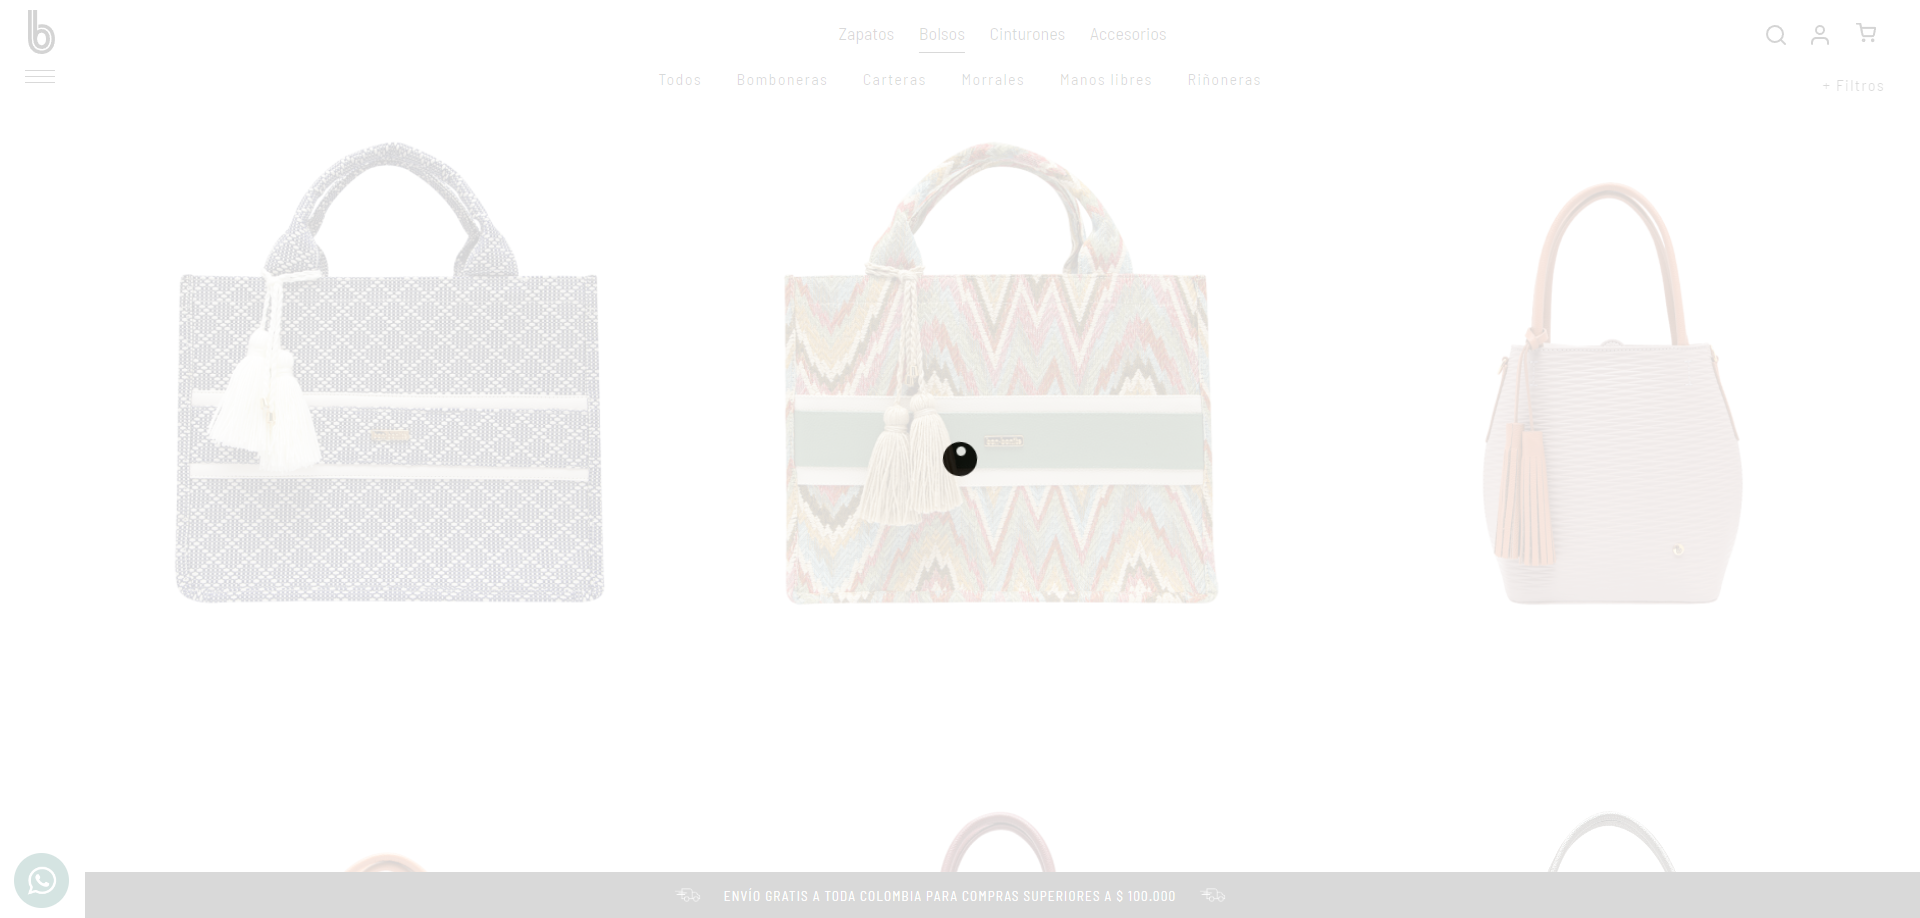 Zapatos Bolsos Cinturones Accesorios
Todos Bomboneras Carteras Morrales Manos libres Riñoneras
+ Filtros
ENVÍO GRATIS A TODA COLOMBIA PARA COMPRAS SUPERIORES A $ 100.000